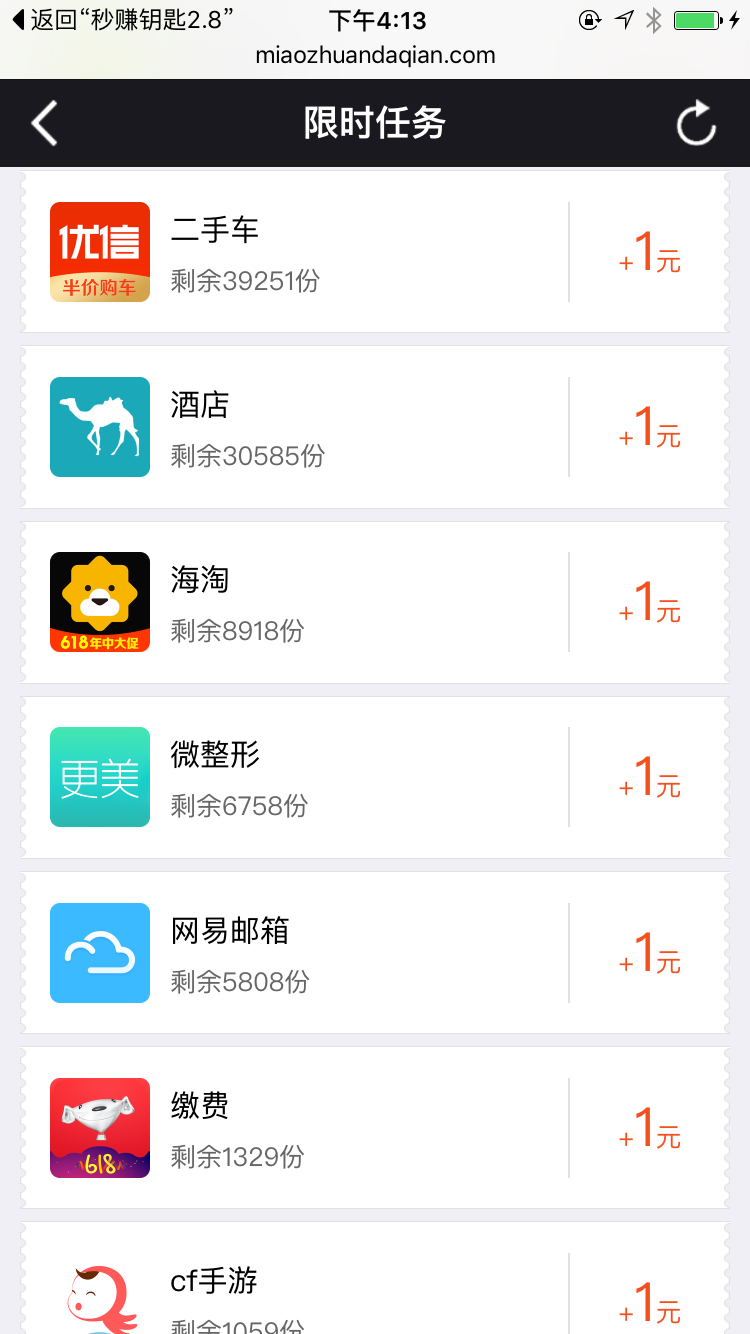 返回“秒赚钥匙2.8”
下午4:13
miaozhuandaqian.com
限时任务
优信
半价购车
二手车
剩余39251份
+1元
酒店
剩余30585份
+1元
618年中大促
海淘
剩余8918份
+1元
更美
微整形
剩余6758份
+1元
网易邮箱
剩余5808份
+1元
618
缴费
剩余1329份
+1元
cf手游
剩余1059份
+1元